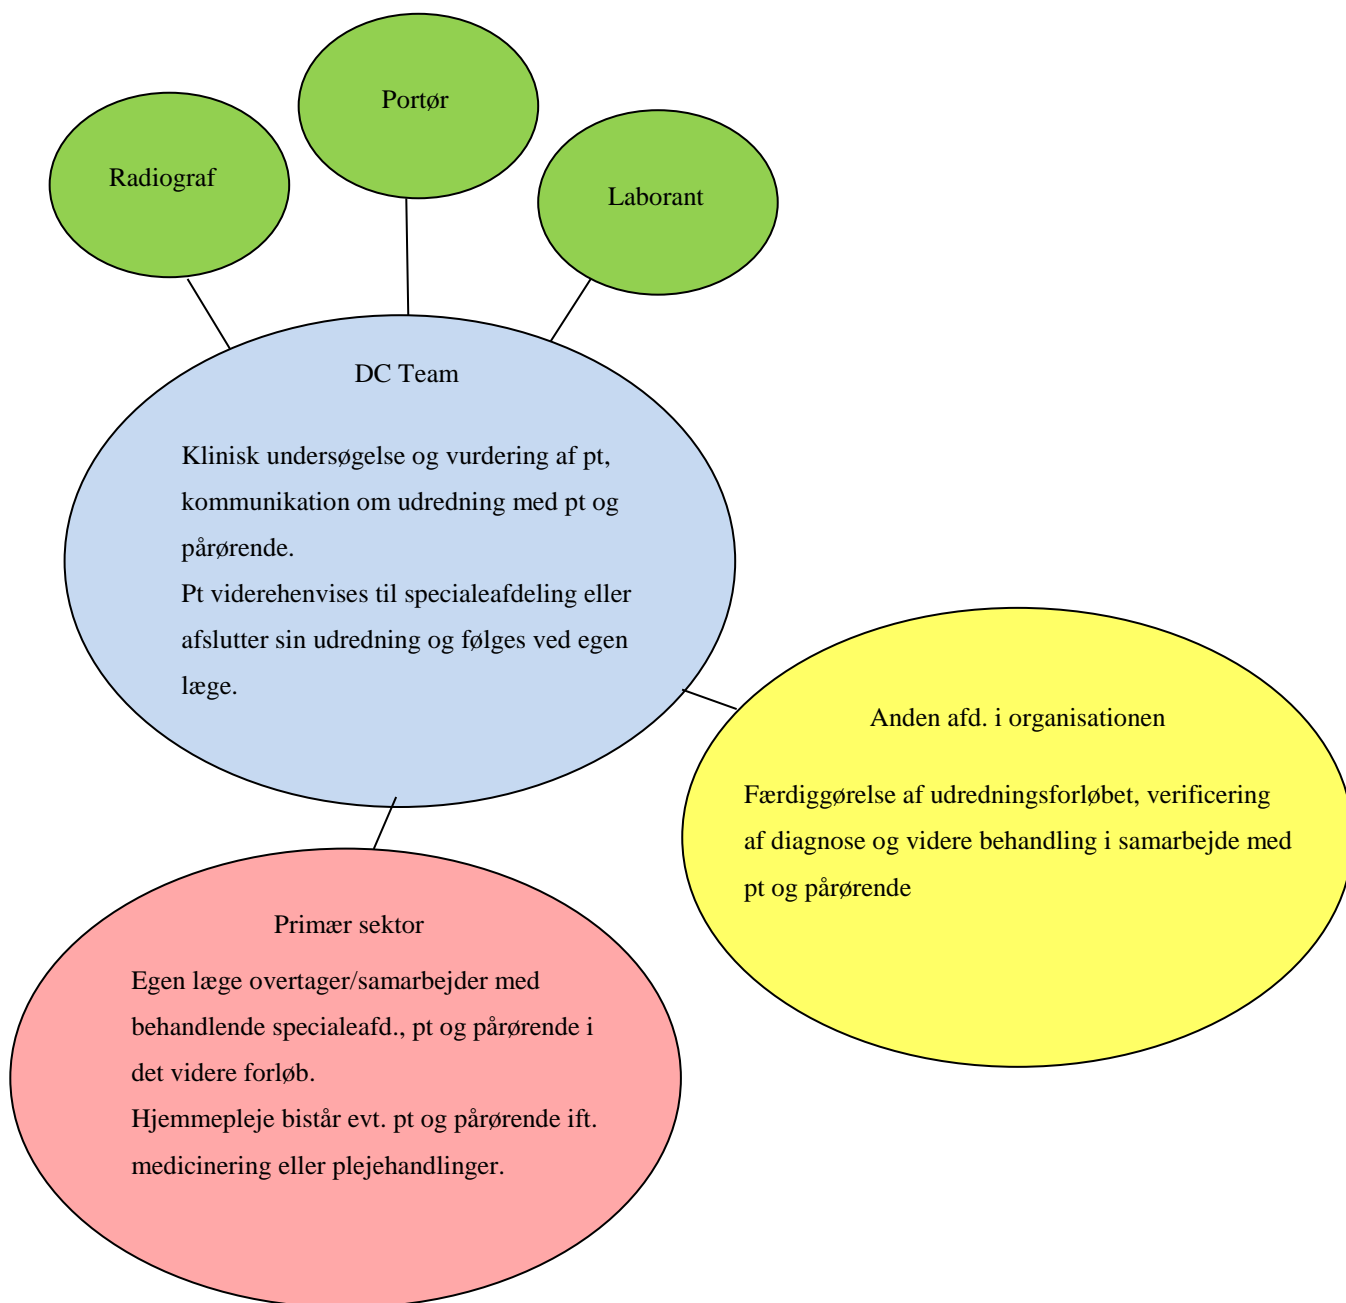 Portør
Radiograf
Laborant
DC Team
Klinisk undersøgelse og vurdering af pt,
kommunikation om udredning med pt og
pårørende.
Pt viderehenvises til specialeafdeling eller
afslutter sin udredning og følges ved egen
læge.
Anden afd. i organisationen
Færdiggørelse af udredningsforløbet, verificering
af diagnose og videre behandling i samarbejde med
pt og pårørende
Primær sektor
Egen læge overtager/samarbejder med
behandlende specialeafd., pt og pårørende i
det videre forløb.
Hjemmepleje bistår evt. pt og pårørende ift.
medicinering eller plejehandlinger.